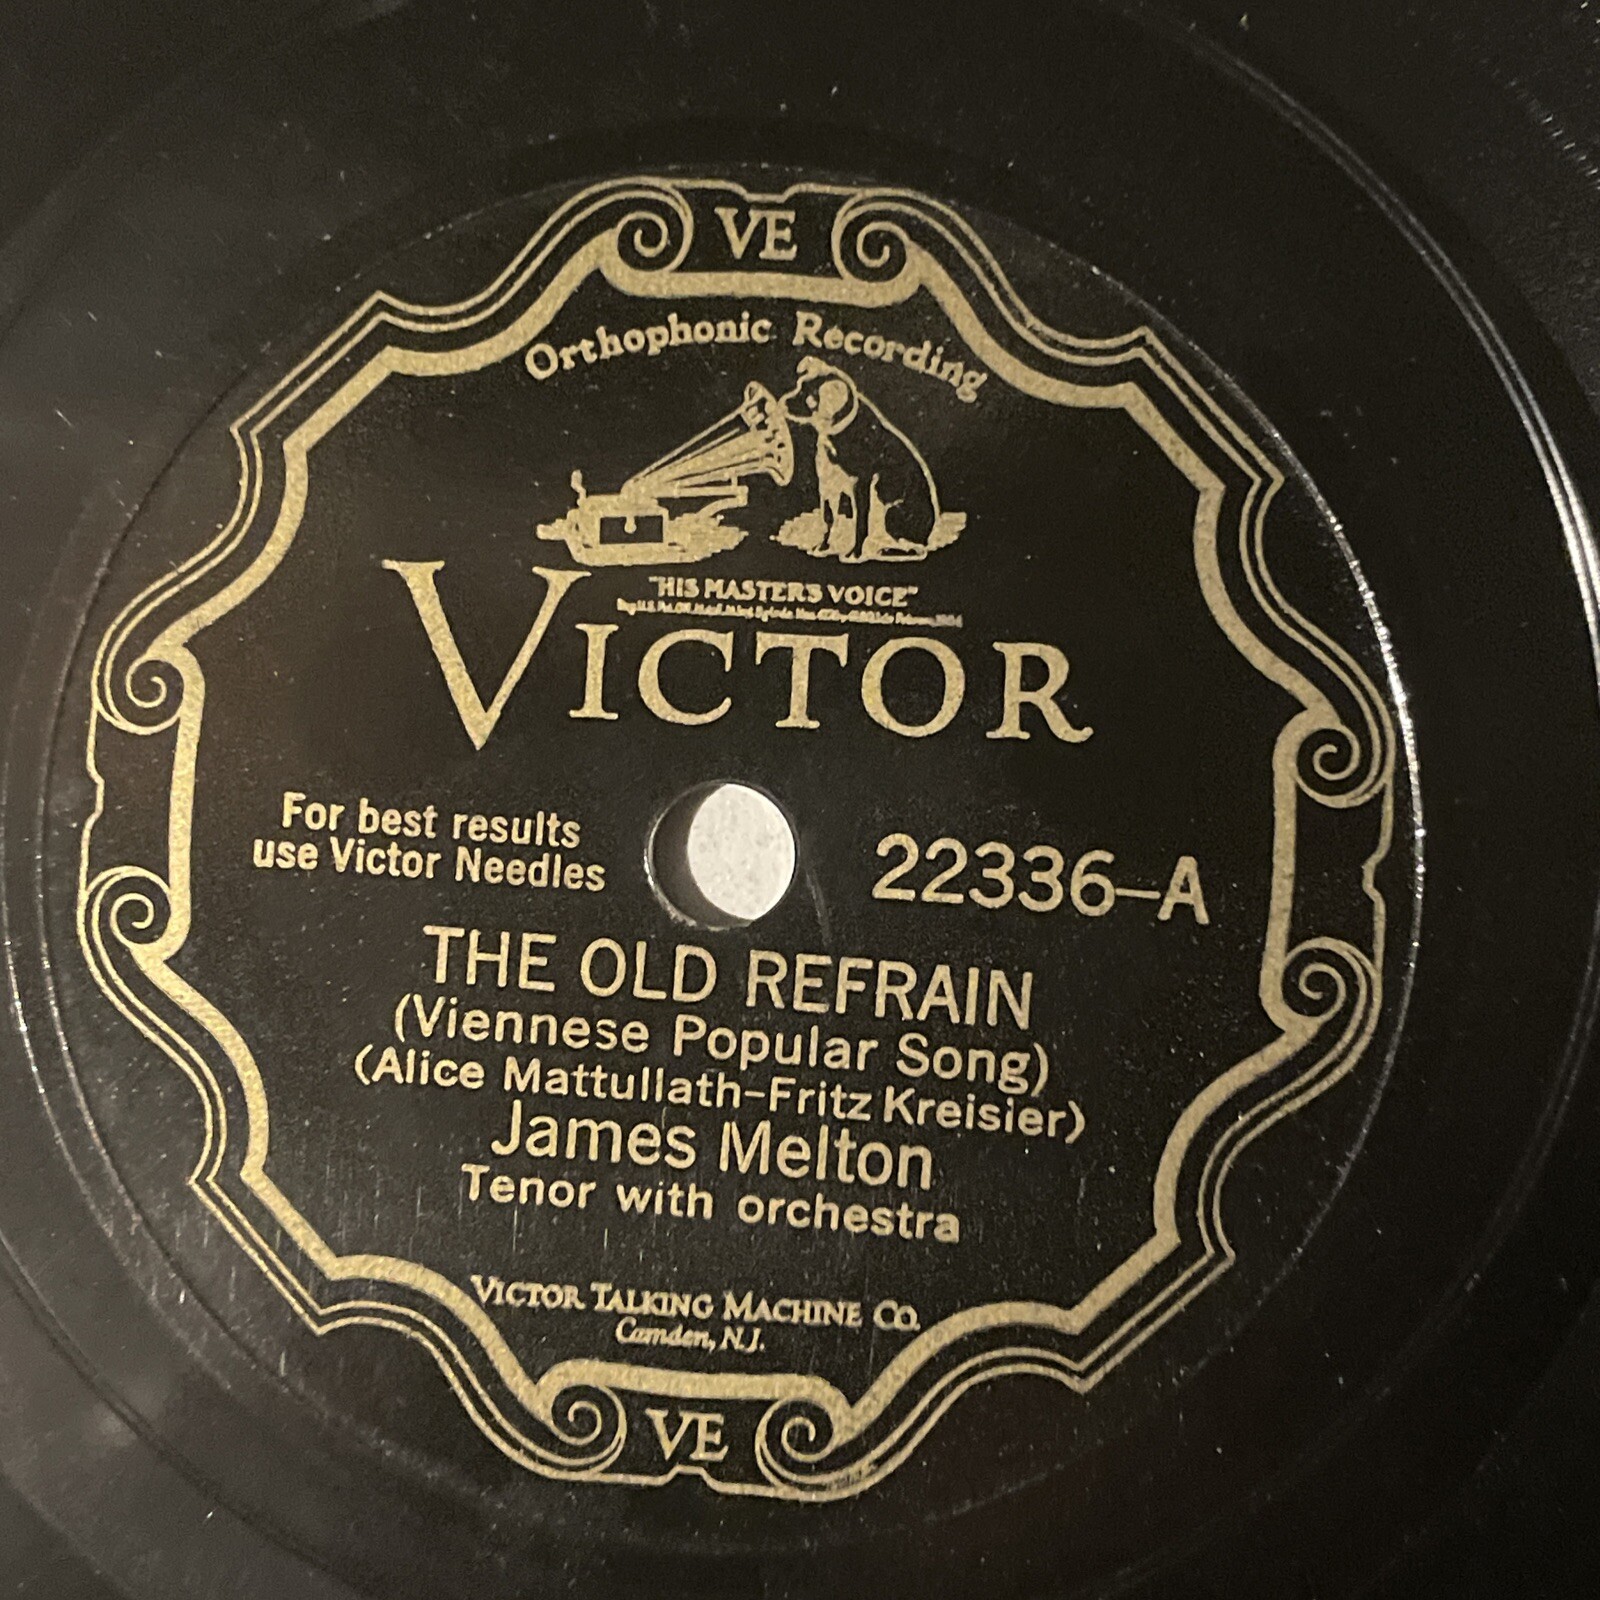 VE
Orthophonic Recording
"HIS MASTER'S VOICE"
VICTOR
For best results
use Victor Needles
22336-A
THE OLD REFRAIN
(Viennese Popular Song)
(Alice Mattullath-Fritz Kreisier)
James Melton
Tenor with orchestra
VICTOR TALKING MACHINE CO.
Camden, N.J.
VE